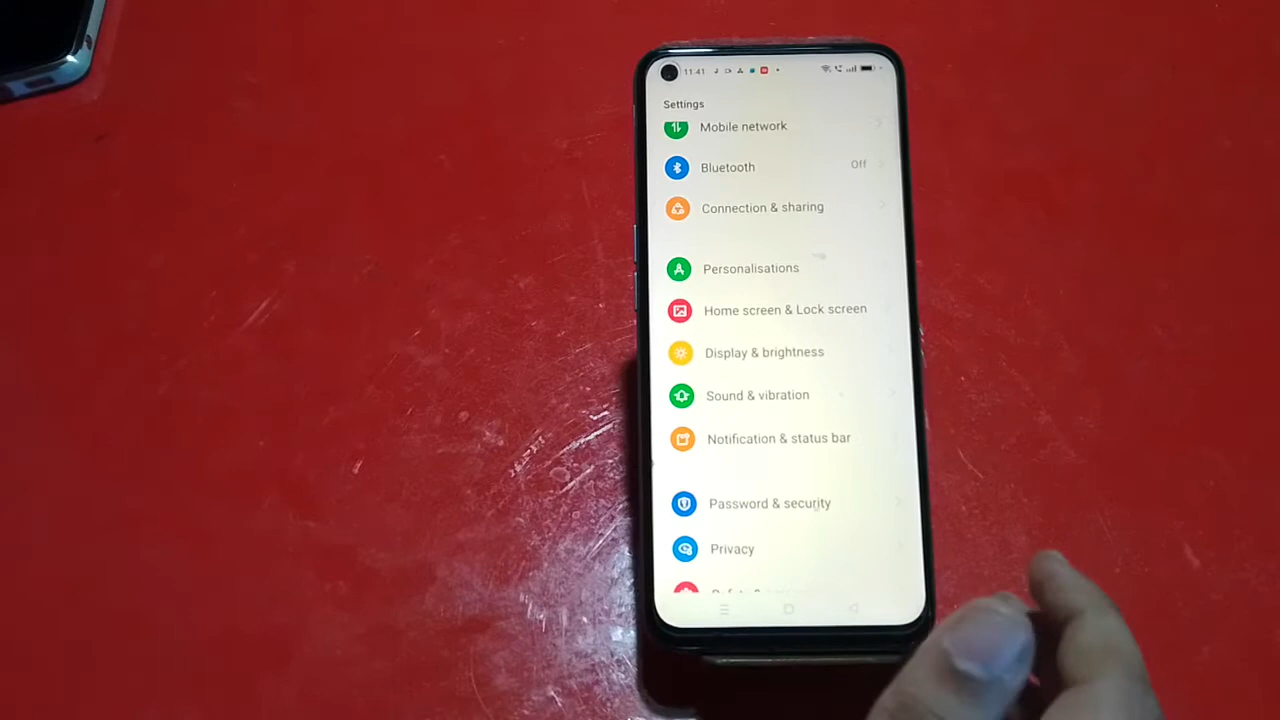 11:41
Settings
Mobile network
Bluetooth Off
Connection & sharing
Personalisations
Home screen & Lock screen
Display & brightness
Sound & vibration
Notification & status bar
Password & security
Privacy